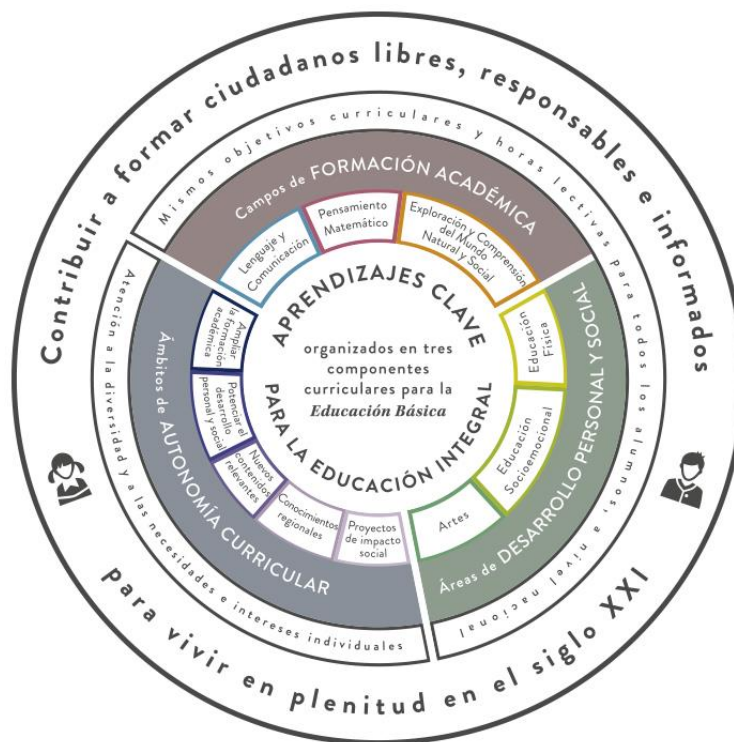 Contribuir a formar ciudadanos libres, responsables e informados
para vivir en plenitud en el siglo XXI
Mismos objetivos curriculares y horas lectivas para todos los alumnos, a nivel nacional
Atención a la diversidad y a las necesidades e intereses individuales
Campos de FORMACIÓN ACADÉMICA
Lenguaje y
Comunicación
Pensamiento
Matemático
Exploración y Comprensión
del Mundo
Natural y Social
Áreas de DESARROLLO PERSONAL Y SOCIAL
Educación
Física
Educación
Socioemocional
Artes
Ámbitos de AUTONOMÍA CURRICULAR
Ampliar
la formación
académica
Potenciar el
desarrollo
personal y social
Nuevos
contenidos
relevantes
Conocimientos
regionales
Proyectos
de impacto
social
APRENDIZAJES CLAVE
organizados en tres
componentes
curriculares para la
Educación Básica
PARA LA EDUCACIÓN INTEGRAL